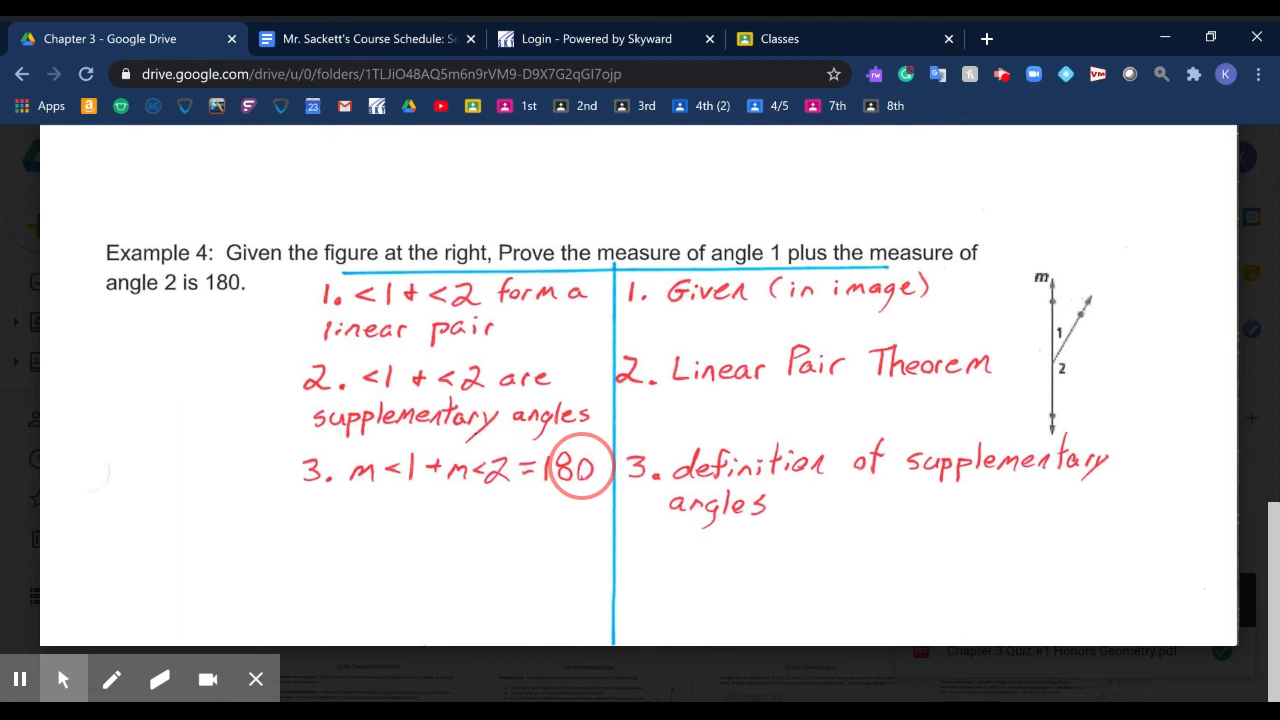 Chapter 3 - Google Drive
Mr. Sackett's Course Schedule: Se
Login - Powered by Skyward
Classes
drive.google.com/drive/u/0/folders/1TLJiO48AQ5m6n9rVM9-D9X7G2qGI7ojp
K
Apps
23
1st
2nd
3rd
4th (2)
4/5
7th
8th
Example 4: Given the figure at the right, Prove the measure of angle 1 plus the measure of
angle 2 is 180.
1. <1 + <2 form a
linear pair
1. Given (in image)
2. <1 + <2 are
supplementary angles
2. Linear Pair Theorem
3. m<1 + m<2 = 180
3. definition of supplementary
angles
m
1
2
Chapter 3 Quiz #1 Honors Geometry.pdf